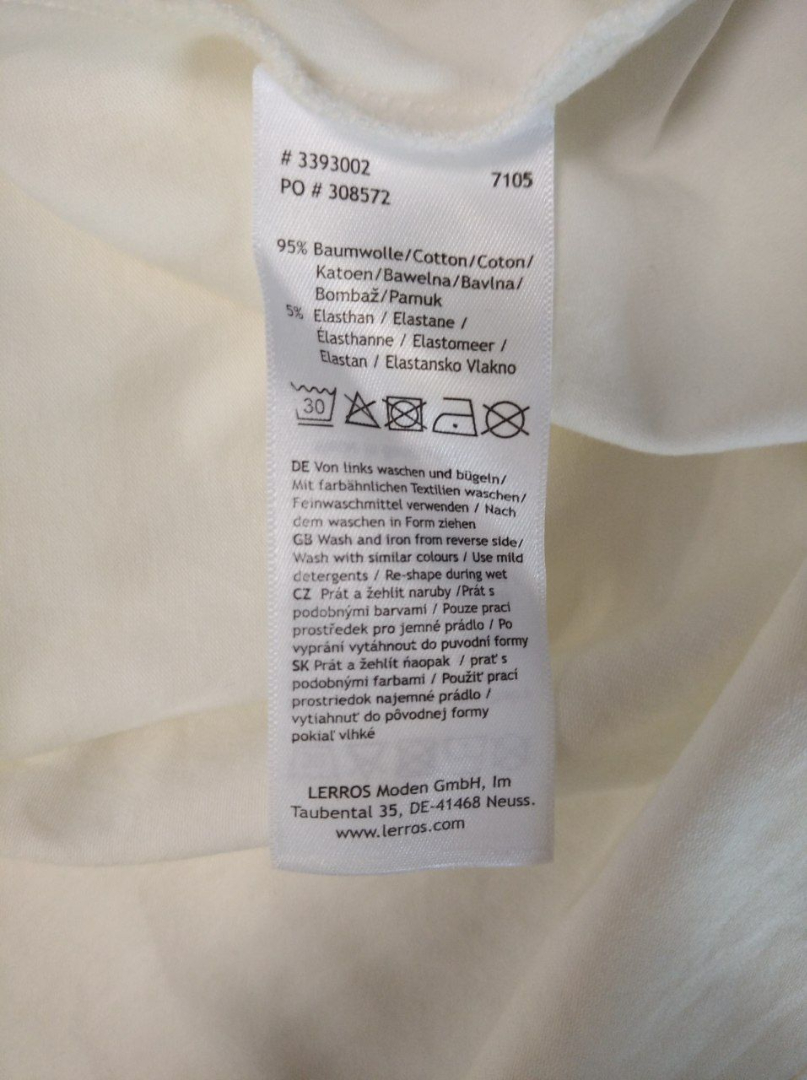 # 3393002
PO # 308572
7105
95% Baumwolle/Cotton/Coton/
Katoen/Bawelna/Bavlna/
Bombaž/Pamuk
5% Elasthan / Elastane /
Élasthanne / Elastomeer /
Elastan / Elastansko Vlakno
30
DE Von links waschen und bügeln/
Mit farbähnlichen Textilien waschen/
Feinwaschmittel verwenden / Nach
dem waschen in Form ziehen
GB Wash and iron from reverse side/
Wash with similar colours / Use mild
detergents / Re-shape during wet
CZ Prát a žehlit naruby /Prát s
podobnými barvami / Pouze prací
prostředek pro jemné prádlo / Po
vyprání vytáhnout do puvodní formy
SK Prát a žehlít ńaopak / prať s
podobnými farbami / Použiť prací
prostriedok najemné prádlo /
vytiahnuť do pôvodnej formy
pokiaľ vlhké
LERROS Moden GmbH, Im
Taubental 35, DE-41468 Neuss.
www.lerros.com